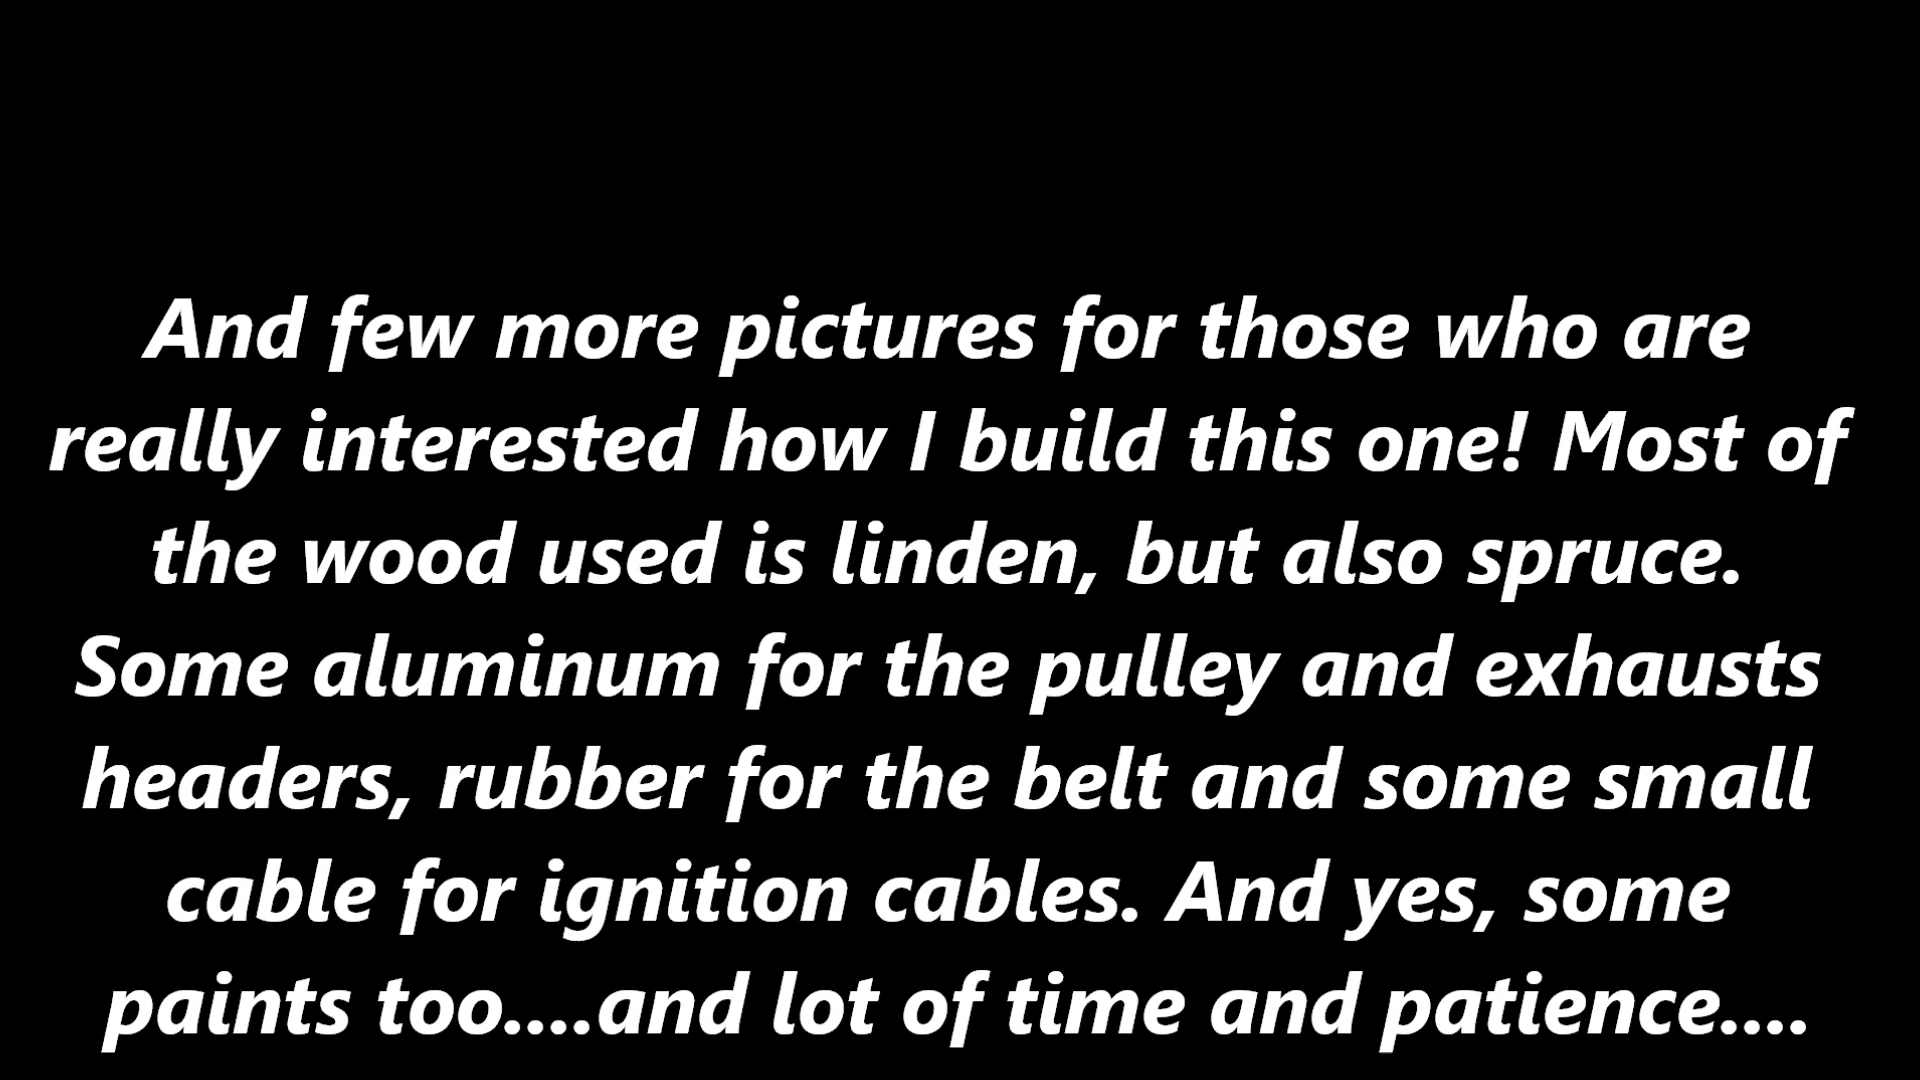 And few more pictures for those who are
really interested how I build this one! Most of
the wood used is linden, but also spruce.
Some aluminum for the pulley and exhausts
headers, rubber for the belt and some small
cable for ignition cables. And yes, some
paints too....and lot of time and patience....